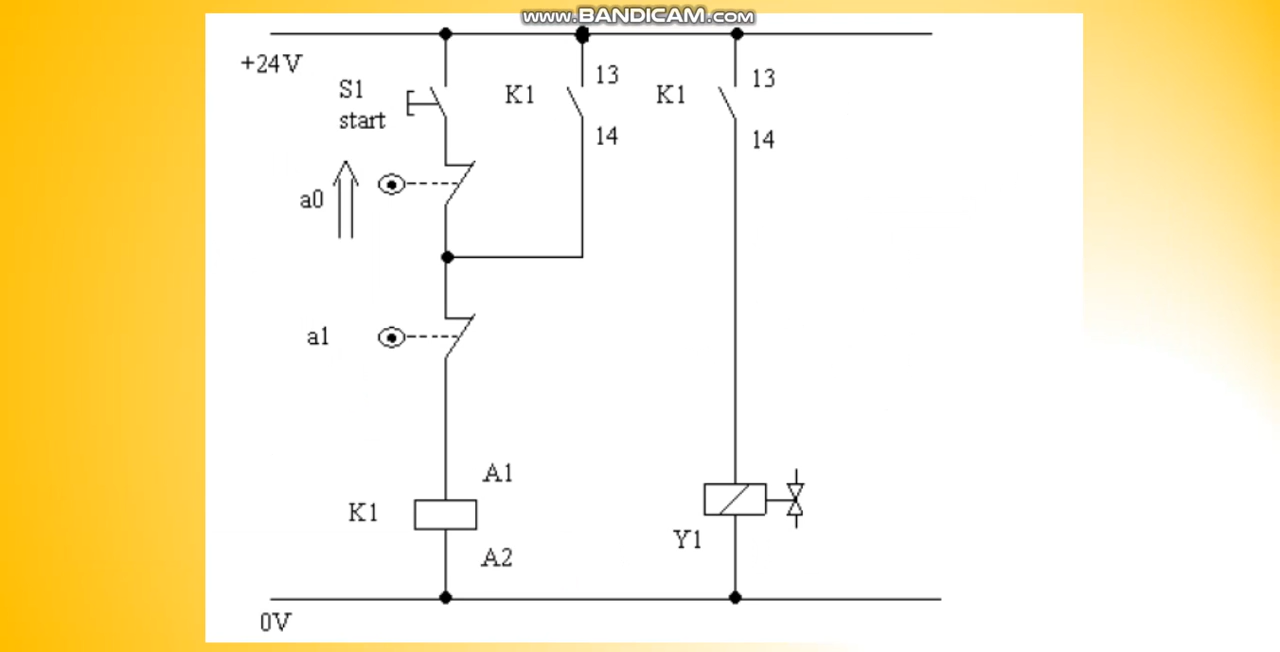 www.BANDICAM.com
+24V
S1
start
K1
13
14
K1
13
14
a0
a1
A1
K1
A2
Y1
0V